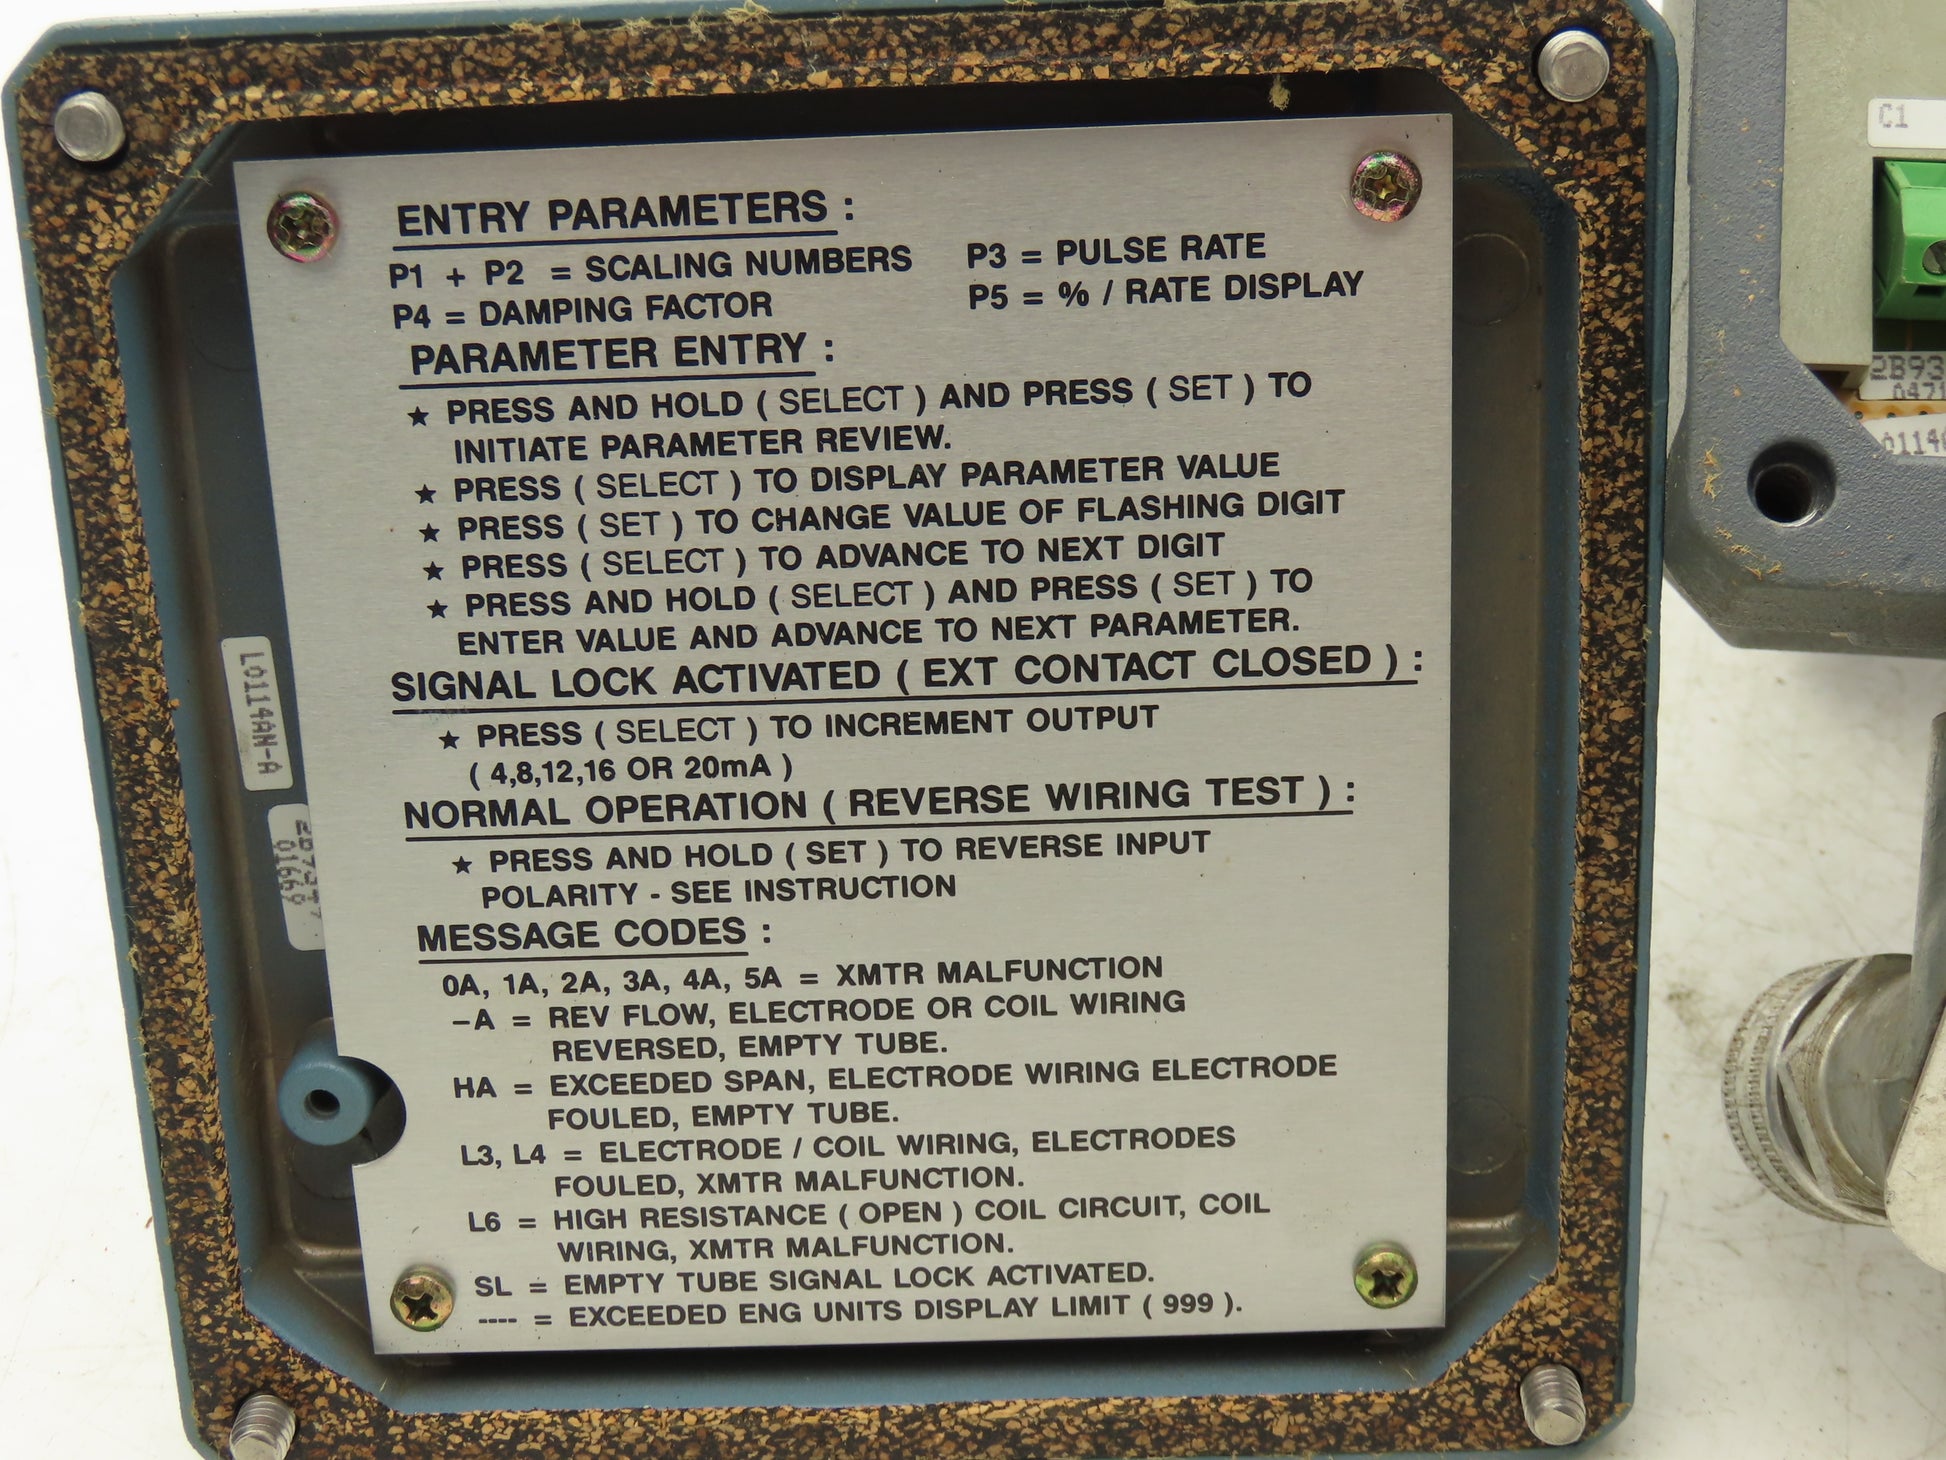 ENTRY PARAMETERS :
P1 + P2 = SCALING NUMBERS P3 = PULSE RATE
P4 = DAMPING FACTOR P5 = % / RATE DISPLAY
PARAMETER ENTRY :
★ PRESS AND HOLD ( SELECT ) AND PRESS ( SET ) TO
INITIATE PARAMETER REVIEW.
★ PRESS ( SELECT ) TO DISPLAY PARAMETER VALUE
★ PRESS ( SET ) TO CHANGE VALUE OF FLASHING DIGIT
★ PRESS ( SELECT ) TO ADVANCE TO NEXT DIGIT
★ PRESS AND HOLD ( SELECT ) AND PRESS ( SET ) TO
ENTER VALUE AND ADVANCE TO NEXT PARAMETER.
SIGNAL LOCK ACTIVATED ( EXT CONTACT CLOSED ) :
★ PRESS ( SELECT ) TO INCREMENT OUTPUT
( 4,8,12,16 OR 20mA )
NORMAL OPERATION ( REVERSE WIRING TEST ) :
★ PRESS AND HOLD ( SET ) TO REVERSE INPUT
POLARITY - SEE INSTRUCTION
MESSAGE CODES :
0A, 1A, 2A, 3A, 4A, 5A = XMTR MALFUNCTION
–A = REV FLOW, ELECTRODE OR COIL WIRING
REVERSED, EMPTY TUBE.
HA = EXCEEDED SPAN, ELECTRODE WIRING ELECTRODE
FOULED, EMPTY TUBE.
L3, L4 = ELECTRODE / COIL WIRING, ELECTRODES
FOULED, XMTR MALFUNCTION.
L6 = HIGH RESISTANCE ( OPEN ) COIL CIRCUIT, COIL
WIRING, XMTR MALFUNCTION.
SL = EMPTY TUBE SIGNAL LOCK ACTIVATED.
---- = EXCEEDED ENG UNITS DISPLAY LIMIT ( 999 ).
L0114AN-A
C1
2B93